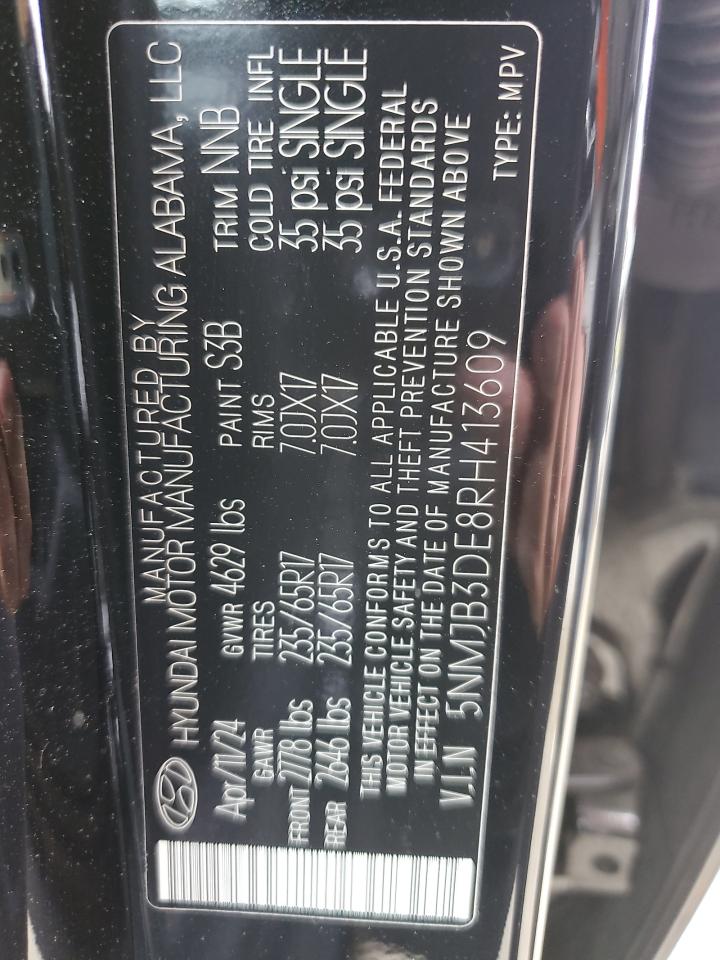 MANUFACTURED BY
HYUNDAI MOTOR MANUFACTURING ALABAMA, LLC
Apr/11/24 GVWR 4629 lbs PAINT S3B TRIM NNB
GAWR TIRES RIMS COLD TIRE INFL
FRONT 2778 lbs 235/65R17 7.0JX17 35 psi SINGLE
REAR 2646 lbs 235/65R17 7.0JX17 35 psi SINGLE
THIS VEHICLE CONFORMS TO ALL APPLICABLE U.S.A. FEDERAL
MOTOR VEHICLE SAFETY AND THEFT PREVENTION STANDARDS
IN EFFECT ON THE DATE OF MANUFACTURE SHOWN ABOVE
V.I.N 5NMJB3DE8RH413609
TYPE: MPV